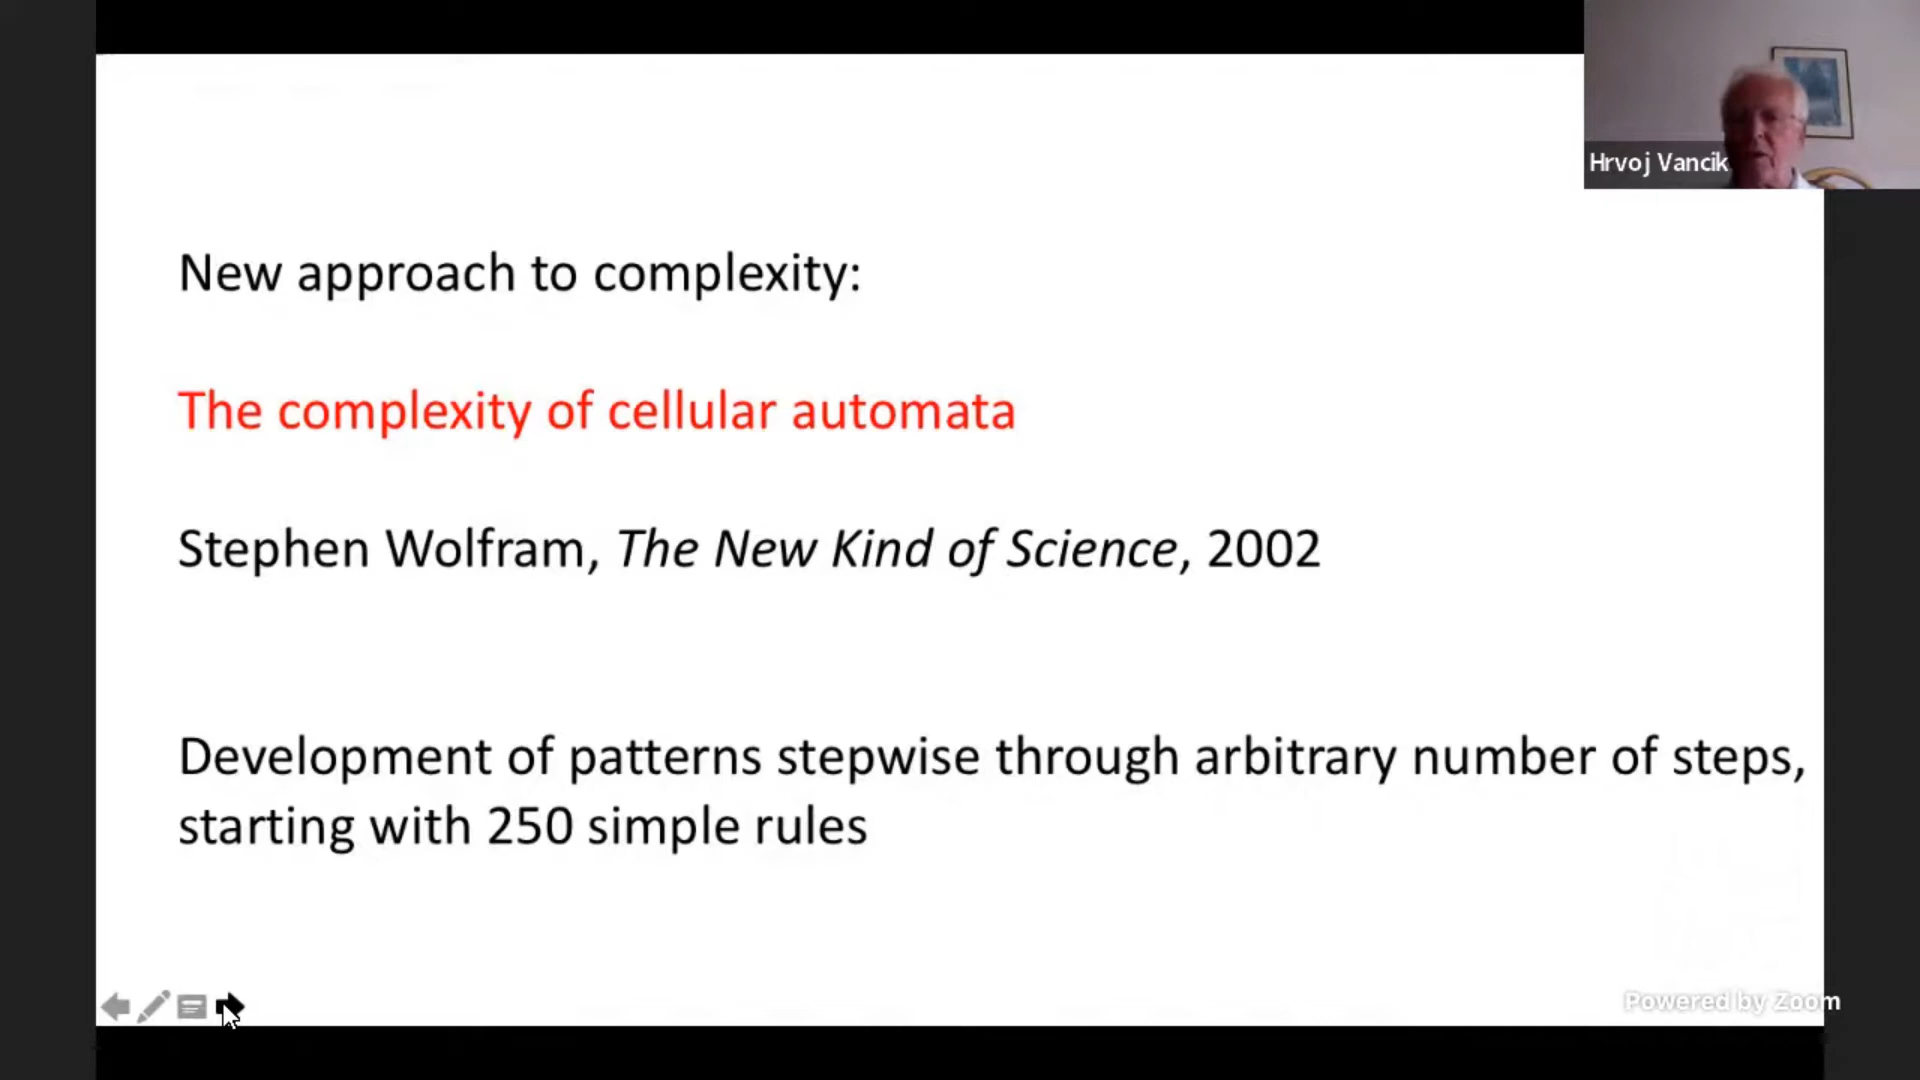 Hrvoj Vancik
New approach to complexity:
The complexity of cellular automata
Stephen Wolfram, The New Kind of Science, 2002
Development of patterns stepwise through arbitrary number of steps,
starting with 250 simple rules
Powered by Zoom